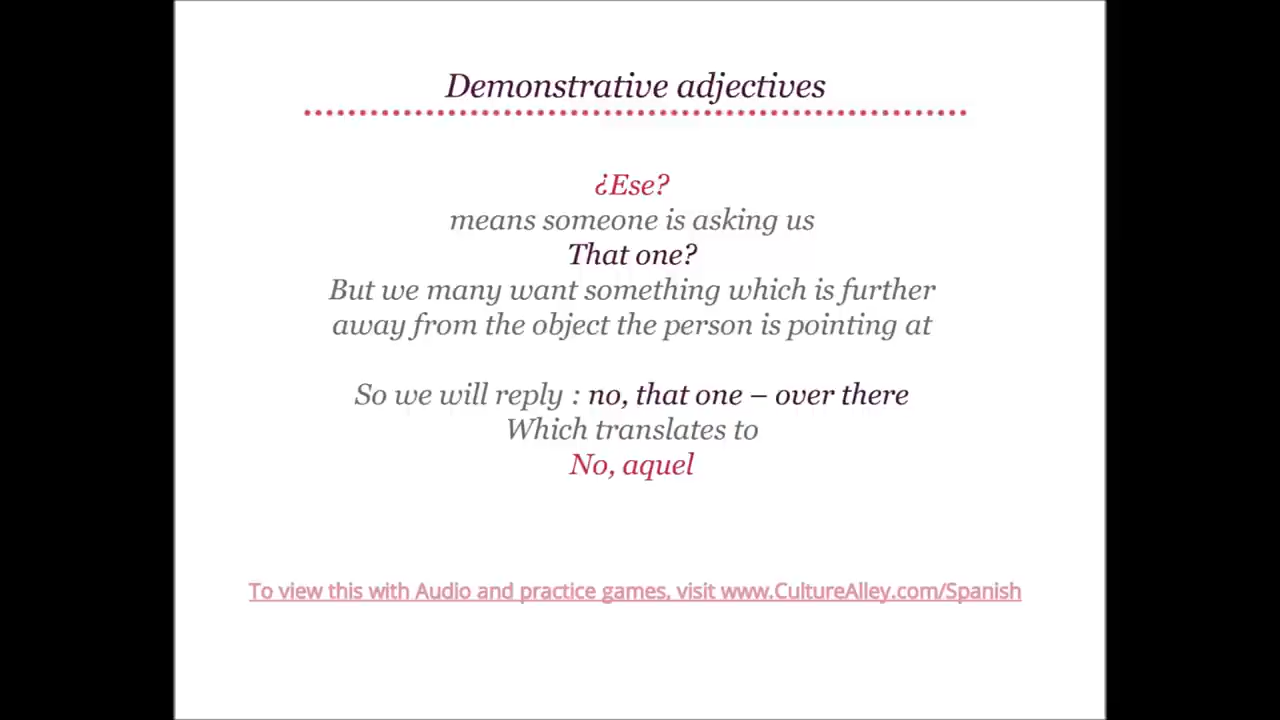 Demonstrative adjectives
¿Ese?
means someone is asking us
That one?
But we many want something which is further
away from the object the person is pointing at
So we will reply : no, that one – over there
Which translates to
No, aquel
To view this with Audio and practice games, visit www.CultureAlley.com/Spanish